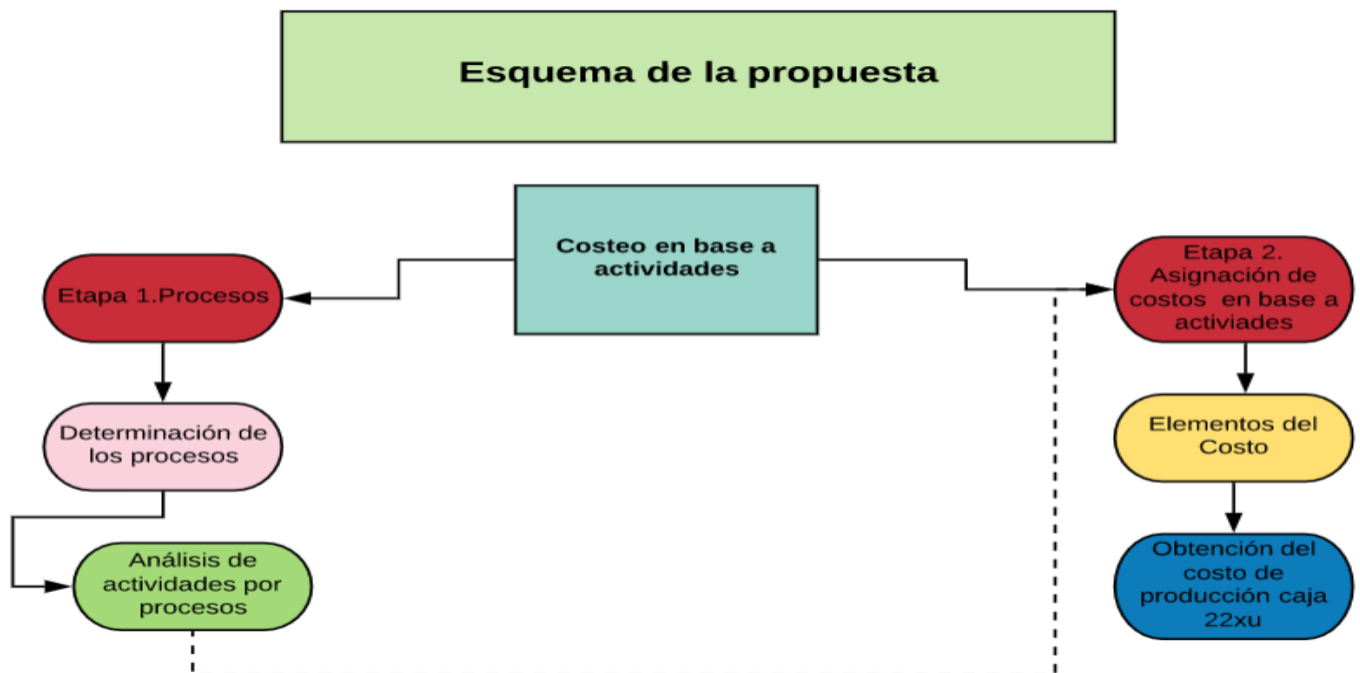 Esquema de la propuesta
Costeo en base a
actividades
Etapa 1.Procesos
Determinación de
los procesos
Análisis de
actividades por
procesos
Etapa 2.
Asignación de
costos en base a
activiades
Elementos del
Costo
Obtención del
costo de
producción caja
22xu